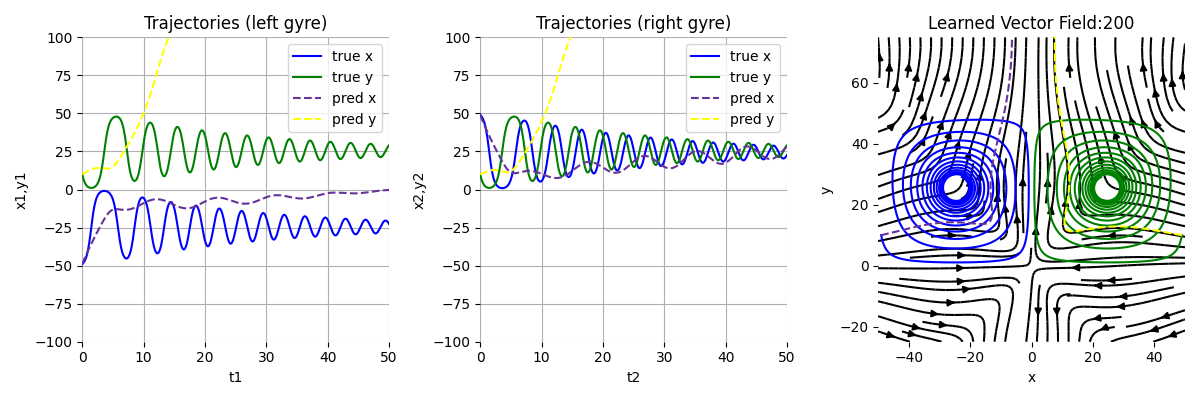 Trajectories (left gyre)
100
75
50
25
0
−25
−50
−75
−100
x1,y1
0 10 20 30 40 50
t1
true x
true y
pred x
pred y
Trajectories (right gyre)
100
75
50
25
0
−25
−50
−75
−100
x2,y2
0 10 20 30 40 50
t2
true x
true y
pred x
pred y
Learned Vector Field:200
60
40
20
0
−20
y
−40 −20 0 20 40
x